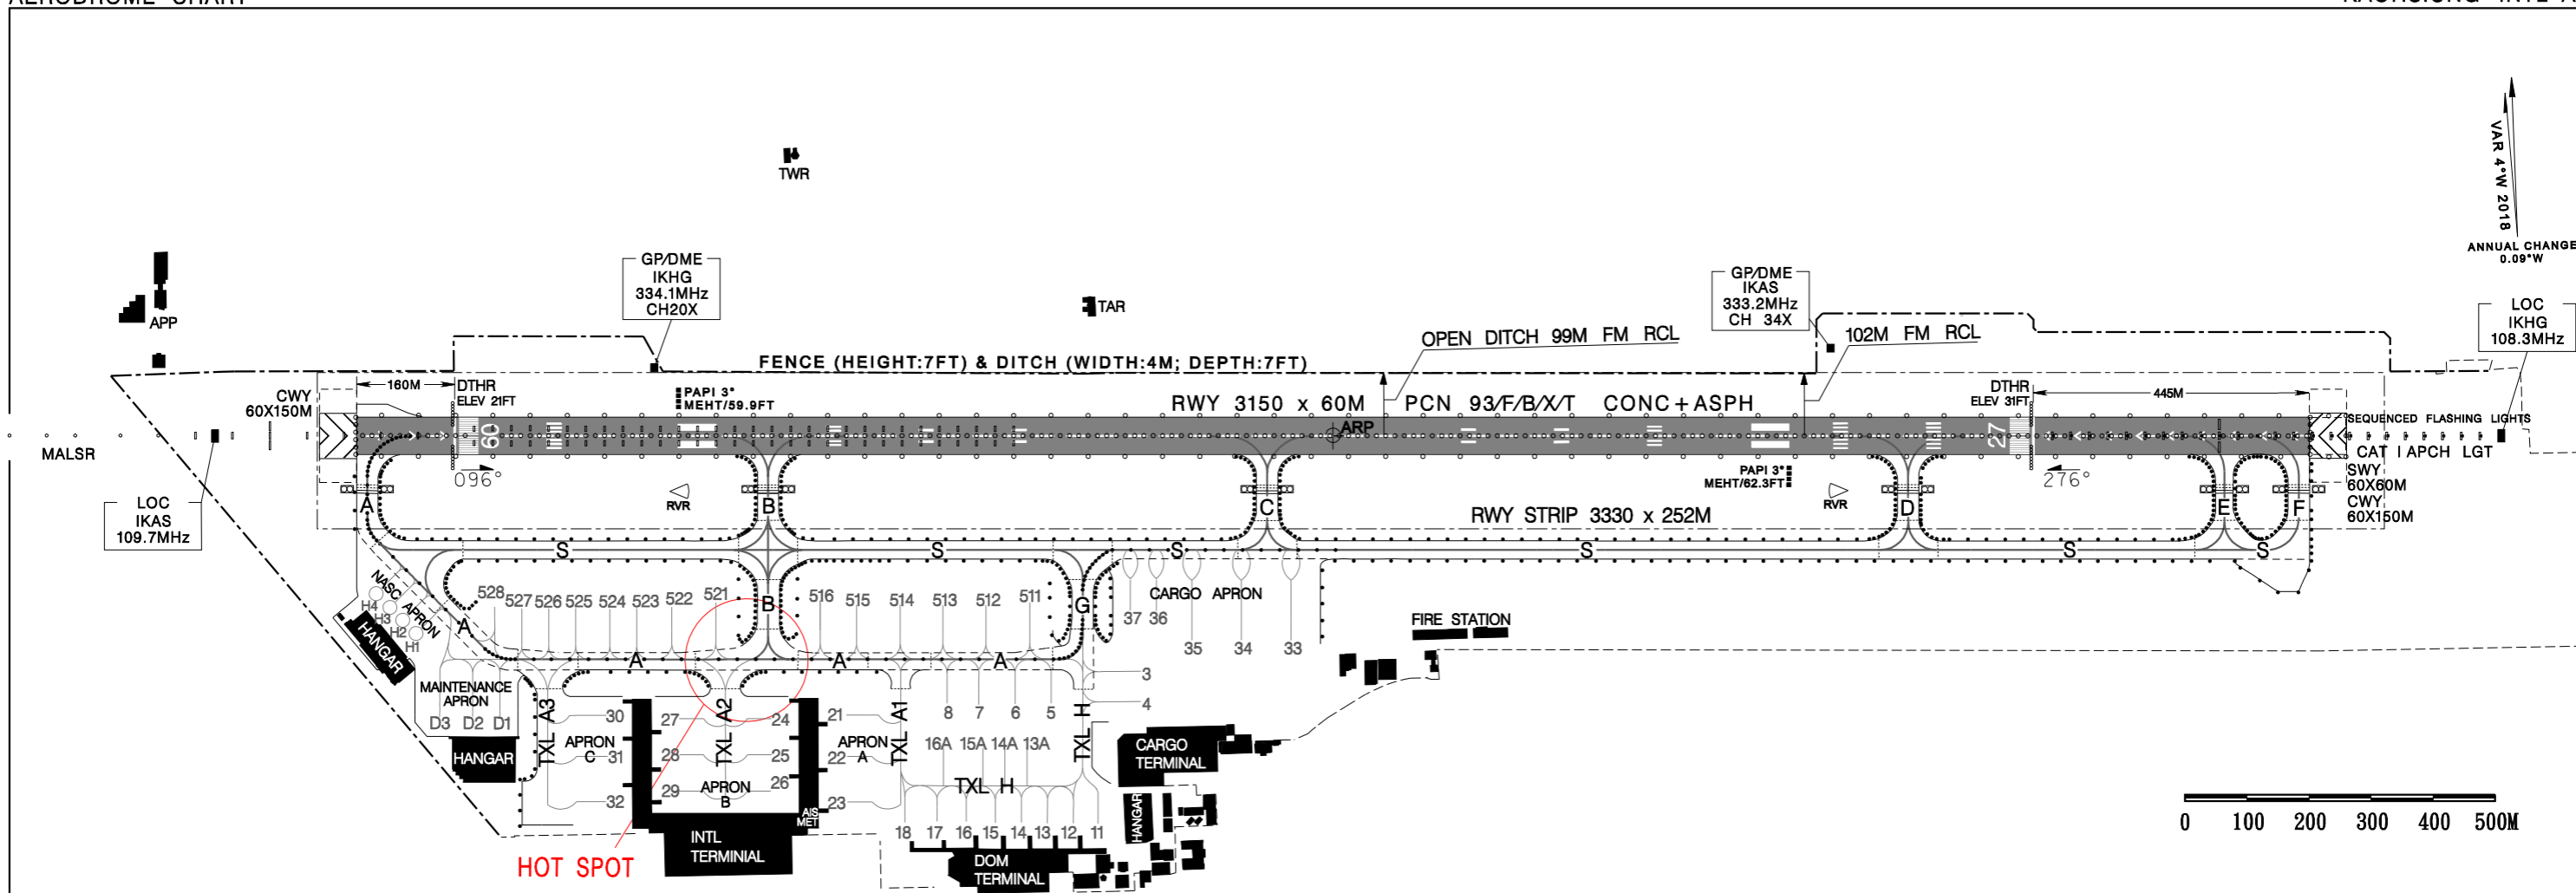 AERODROME CHART
TWR
VAR 4°W 2018
ANNUAL CHANGE
0.09°W
APP
GP/DME
IKHG
334.1MHz
CH20X
TAR
GP/DME
IKAS
333.2MHz
CH 34X
LOC
IKHG
108.3MHz
OPEN DITCH 99M FM RCL
102M FM RCL
FENCE (HEIGHT:7FT) & DITCH (WIDTH:4M; DEPTH:7FT)
160M
DTHR
ELEV 21FT
CWY
60X150M
PAPI 3°
MEHT/59.9FT
RWY 3150 x 60M
PCN 93/F/B/X/T
CONC+ASPH
DTHR
ELEV 31FT
445M
MALSR
09
ARP
27
SEQUENCED FLASHING LIGHTS
CAT I APCH LGT
SWY
60X60M
CWY
60X150M
096°
RVR
PAPI 3°
MEHT/62.3FT
RVR
276°
LOC
IKAS
109.7MHz
A
B
C
D
E
F
RWY STRIP 3330 x 252M
S
S
S
S
S
S
NASC APRON
H4
H3
H2
H1
HANGAR
A
528
527
526
525
524
523
522
521
B
516
515
514
513
512
511
G
37
36
35
34
33
CARGO APRON
FIRE STATION
A
A
A
MAINTENANCE
APRON
D3
D2
D1
HANGAR
TXL A3
APRON
C
30
31
32
27
28
29
TXL A2
24
25
26
APRON
B
21
22
23
APRON
A
TXL A1
8
7
6
5
3
4
TXL H
16A
15A
14A
13A
TXL H
18
17
16
15
14
13
12
11
CARGO
TERMINAL
HANGAR
AIS
MET
INTL
TERMINAL
DOM
TERMINAL
HOT SPOT
0
100
200
300
400
500M